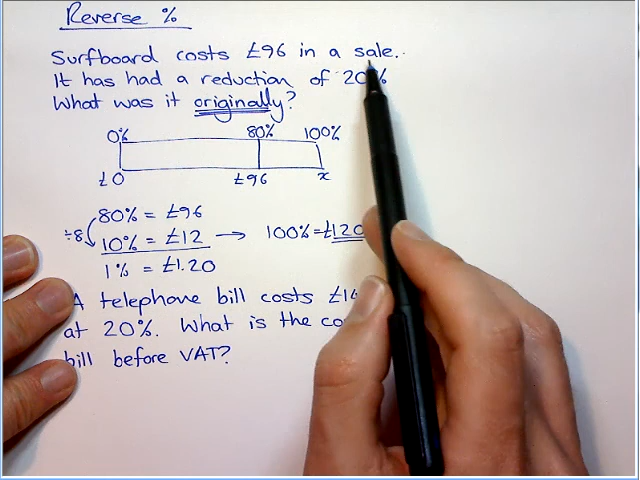 Reverse %
Surfboard costs £96 in a sale.
It has had a reduction of 20%
What was it originally?
0% 80% 100%
£0 £96 x
80% = £96
÷8 10% = £12 → 100% = £120
1% = £1.20
A telephone bill costs
at 20%. What is the
bill before VAT?